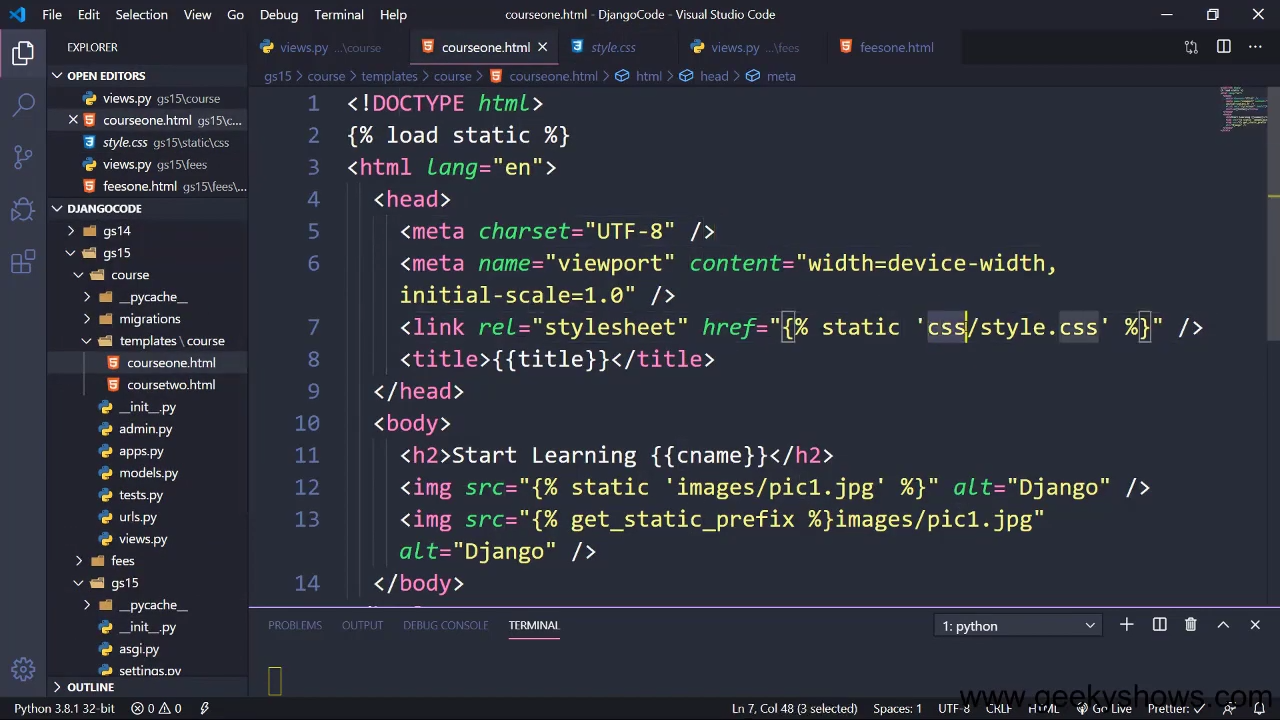 File Edit Selection View Go Debug Terminal Help courseone.html - DjangoCode - Visual Studio Code
EXPLORER
views.py ...\course courseone.html style.css views.py ...\fees feesone.html
OPEN EDITORS
views.py gs15\course
courseone.html gs15\c...
style.css gs15\static\css
views.py gs15\fees
feesone.html gs15\fees\...
DJANGOCODE
gs14
gs15
course
__pycache__
migrations
templates \ course
courseone.html
coursetwo.html
__init__.py
admin.py
apps.py
models.py
tests.py
urls.py
views.py
fees
gs15
__pycache__
__init__.py
asgi.py
settings.py
OUTLINE
gs15 course templates course courseone.html html head meta
1 <!DOCTYPE html>
2 {% load static %}
3 <html lang="en">
4 <head>
5 <meta charset="UTF-8" />
6 <meta name="viewport" content="width=device-width,
initial-scale=1.0" />
7 <link rel="stylesheet" href="{% static 'css/style.css' %}" />
8 <title>{{title}}</title>
9 </head>
10 <body>
11 <h2>Start Learning {{cname}}</h2>
12 <img src="{% static 'images/pic1.jpg' %}" alt="Django" />
13 <img src="{% get_static_prefix %}images/pic1.jpg"
alt="Django" />
14 </body>
PROBLEMS OUTPUT DEBUG CONSOLE TERMINAL 1: python
www.geekyshows.com
Python 3.8.1 32-bit 0 0 Ln 7, Col 48 (3 selected) Spaces: 1 UTF-8 CRLF HTML Go Live Prettier: ✓